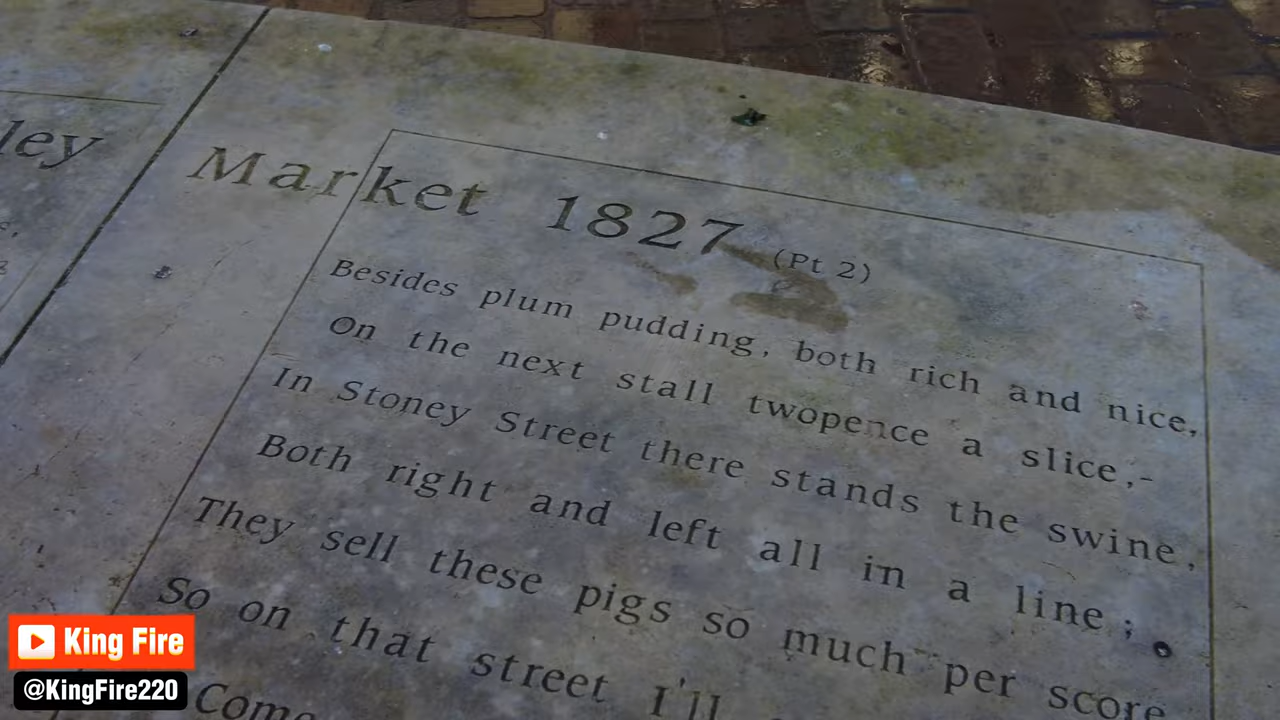 ley
Market 1827 (Pt 2)
Besides plum pudding, both rich and nice,
On the next stall twopence a slice,-
In Stoney Street there stands the swine,
Both right and left all in a line;
They sell these pigs so much per score
So on that street I'll
Come
King Fire
@KingFire220